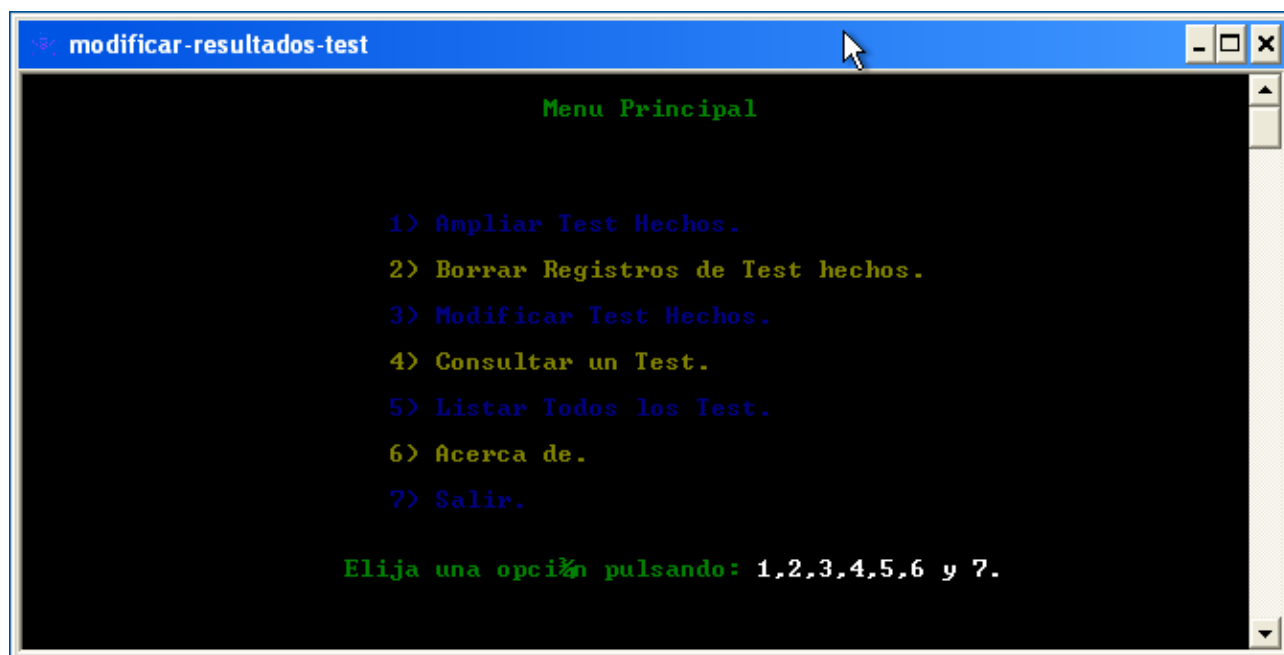 modificar-resultados-test
Menu Principal
1) Ampliar Test Hechos.
2) Borrar Registros de Test hechos.
3) Modificar Test Hechos.
4) Consultar un Test.
5) Listar Todos los Test.
6) Acerca de.
7) Salir.
Elija una opci¾n pulsando: 1,2,3,4,5,6 y 7.